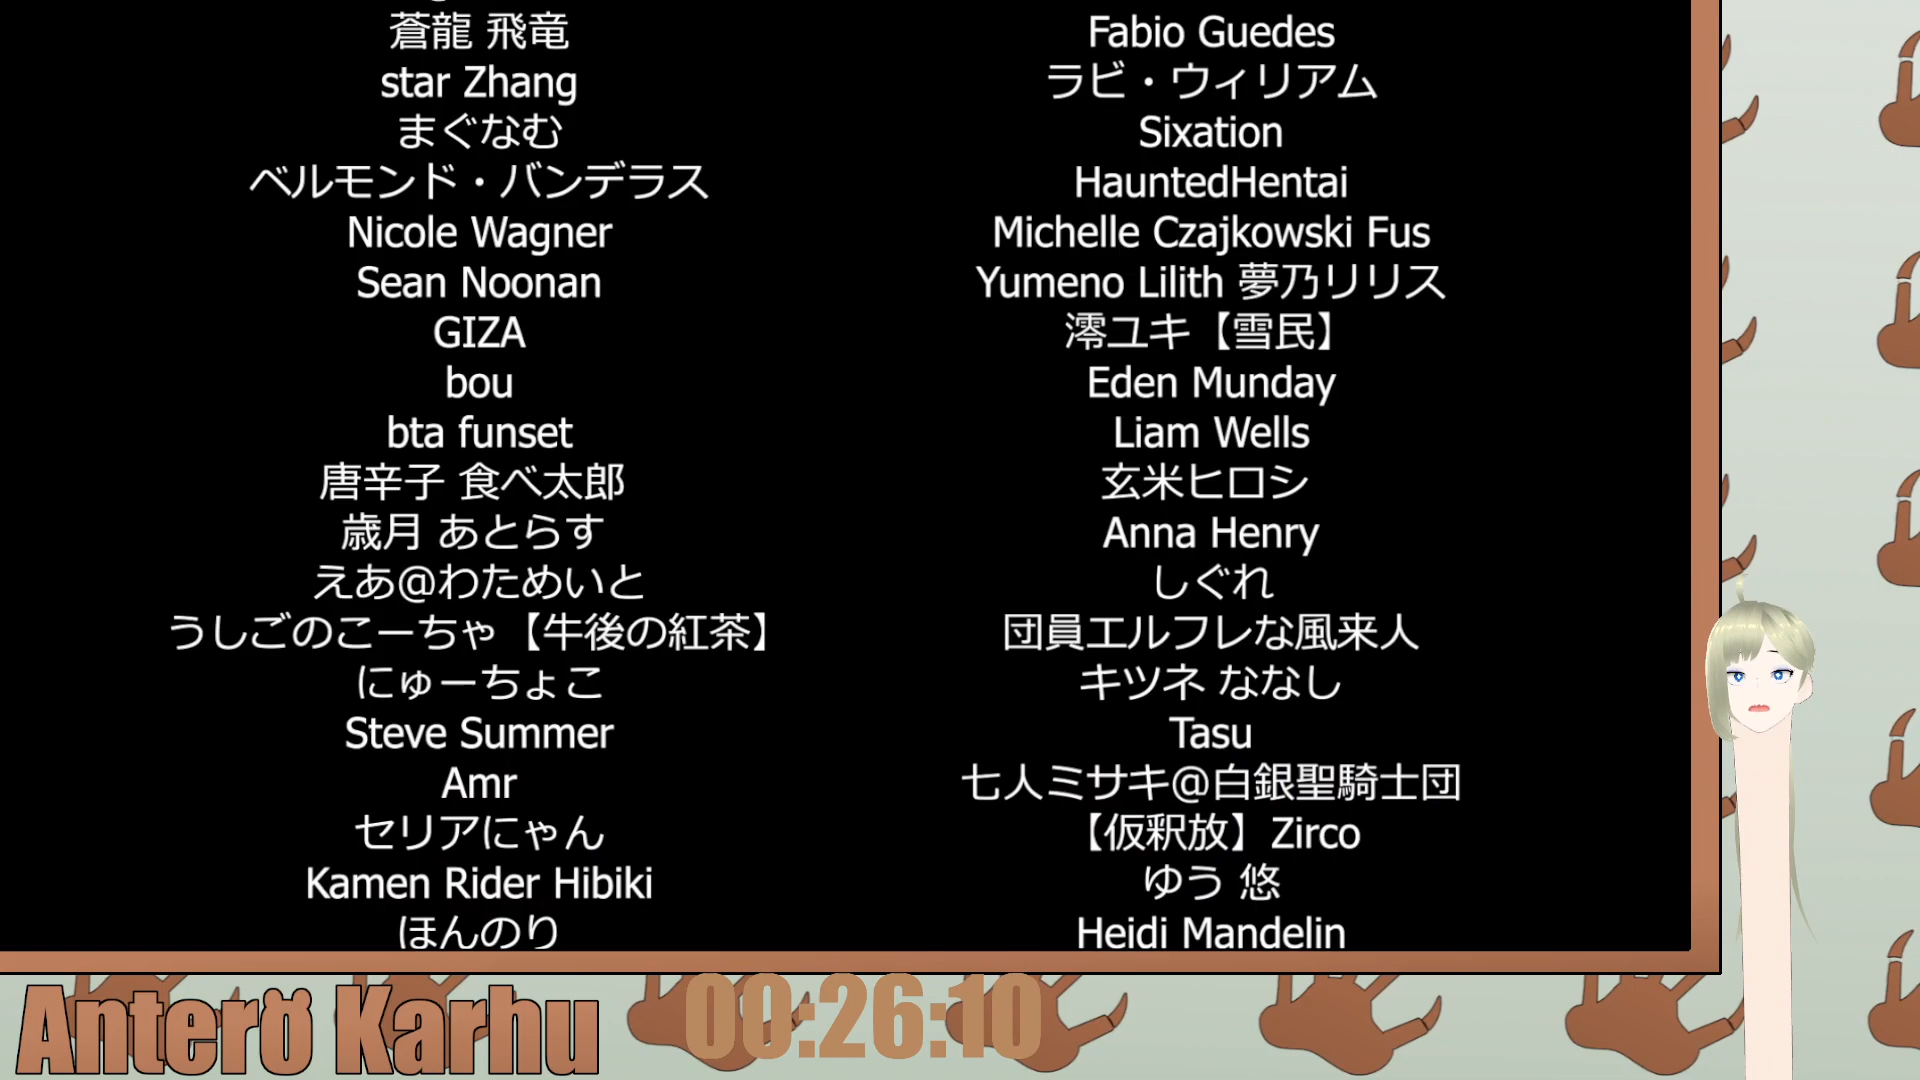 蒼龍 飛竜
star Zhang
まぐなむ
ベルモンド・バンデラス
Nicole Wagner
Sean Noonan
GIZA
bou
bta funset
唐辛子 食べ太郎
歳月 あとらす
えあ@わためいと
うしごのこーちゃ【牛後の紅茶】
にゅーちょこ
Steve Summer
Amr
セリアにゃん
Kamen Rider Hibiki
ほんのり
Fabio Guedes
ラビ・ウィリアム
Sixation
HauntedHentai
Michelle Czajkowski Fus
Yumeno Lilith 夢乃リリス
澪ユキ【雪民】
Eden Munday
Liam Wells
玄米ヒロシ
Anna Henry
しぐれ
団員エルフレな風来人
キツネ ななし
Tasu
七人ミサキ@白銀聖騎士団
【仮釈放】Zirco
ゆう 悠
Heidi Mandelin
Anterö Karhu
00:26:10